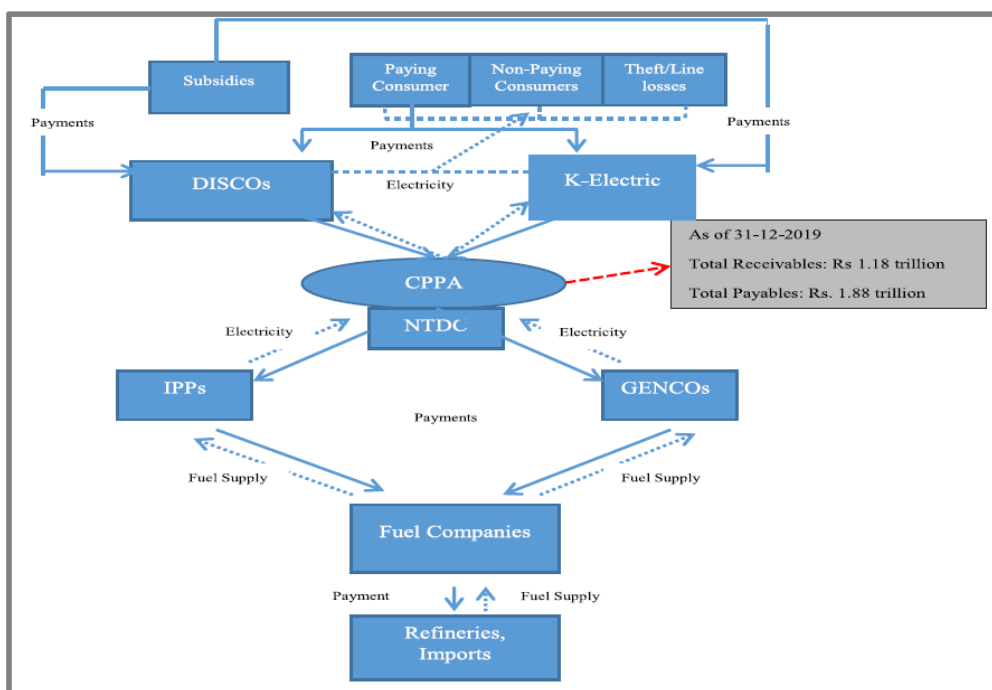 Subsidies
Paying
Consumer
Non-Paying
Consumers
Theft/Line
losses
Payments
Payments
Payments
DISCOs
Electricity
K-Electric
As of 31-12-2019
Total Receivables: Rs 1.18 trillion
Total Payables: Rs. 1.88 trillion
CPPA
NTDC
Electricity
Electricity
IPPs
GENCOs
Payments
Fuel Supply
Fuel Supply
Fuel Companies
Payment
Fuel Supply
Refineries,
Imports